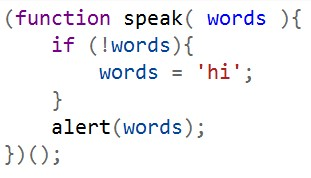 (function speak( words ){
    if (!words){
        words = 'hi';
    }
    alert(words);
})();